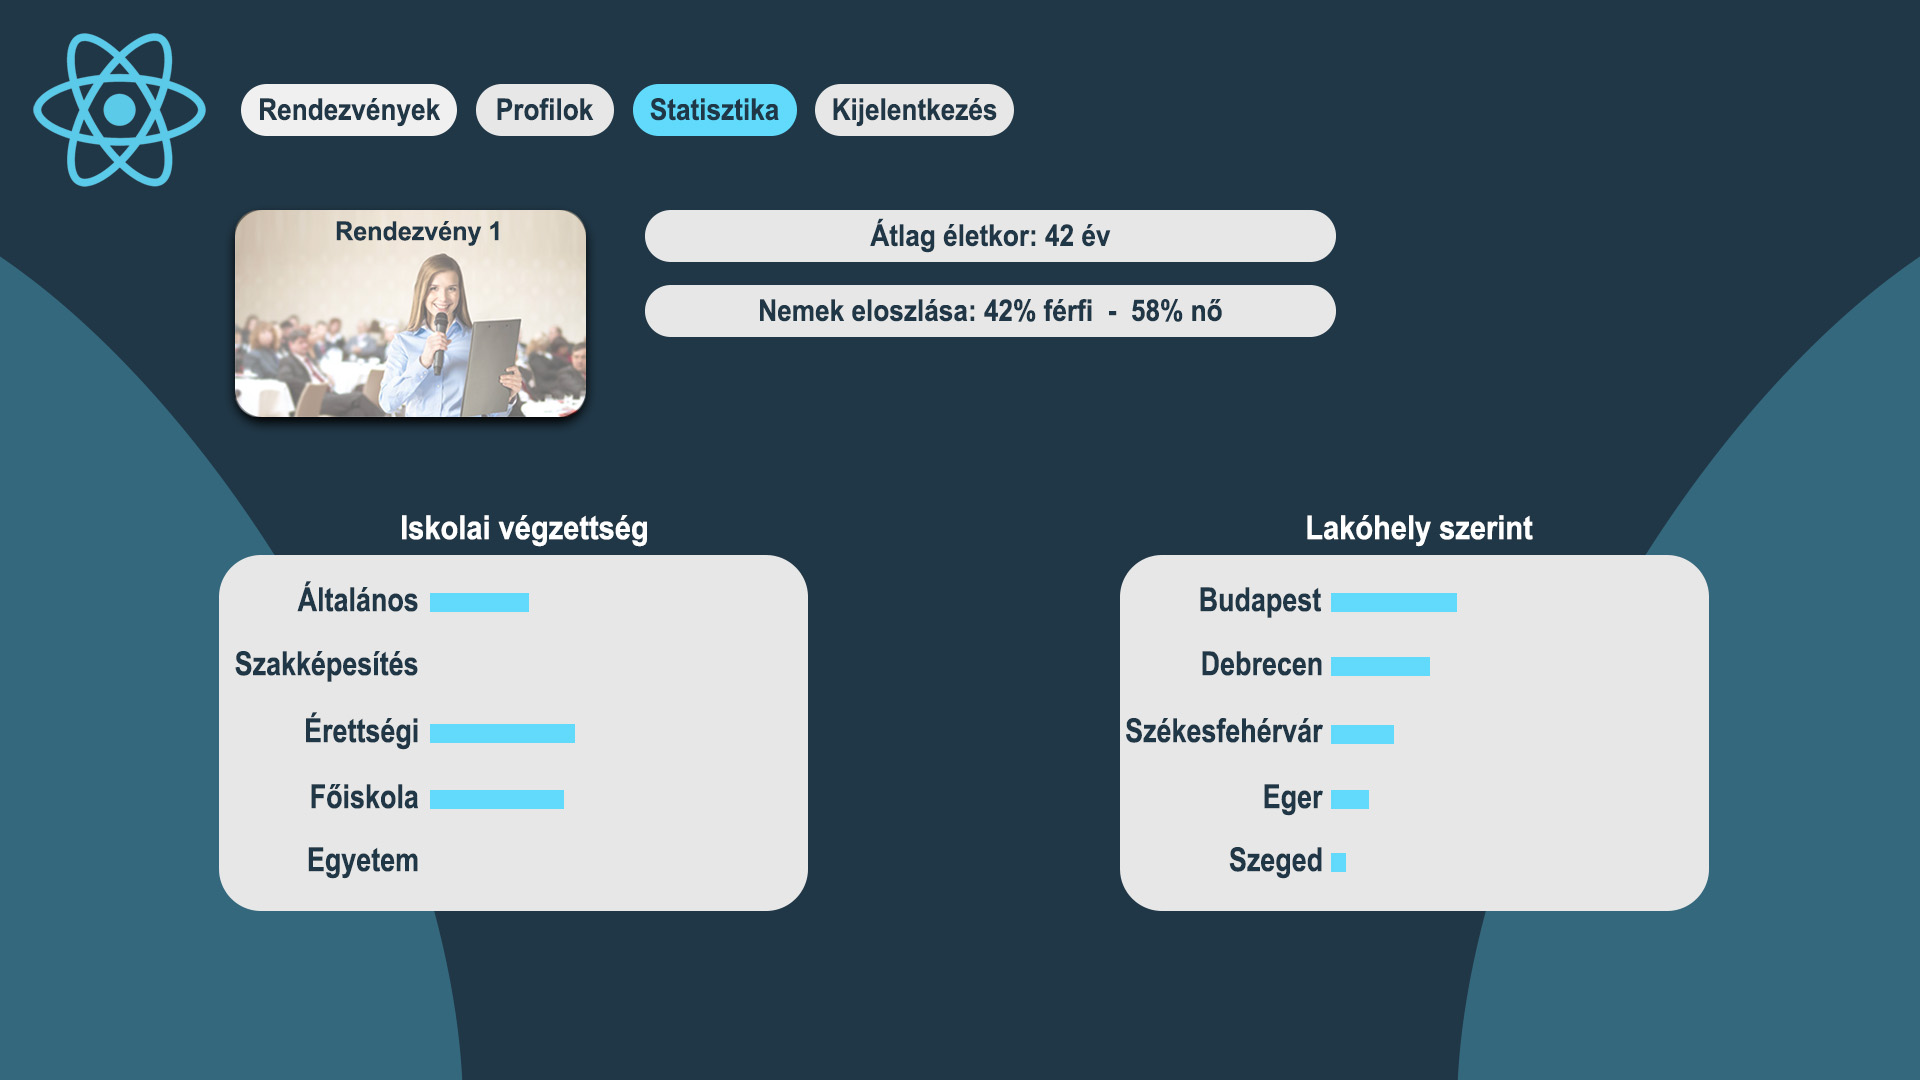 Rendezvények
Profilok
Statisztika
Kijelentkezés
Rendezvény 1
Átlag életkor: 42 év
Nemek eloszlása: 42% férfi - 58% nő
Iskolai végzettség
Általános
Szakképesítés
Érettségi
Főiskola
Egyetem
Lakóhely szerint
Budapest
Debrecen
Székesfehérvár
Eger
Szeged